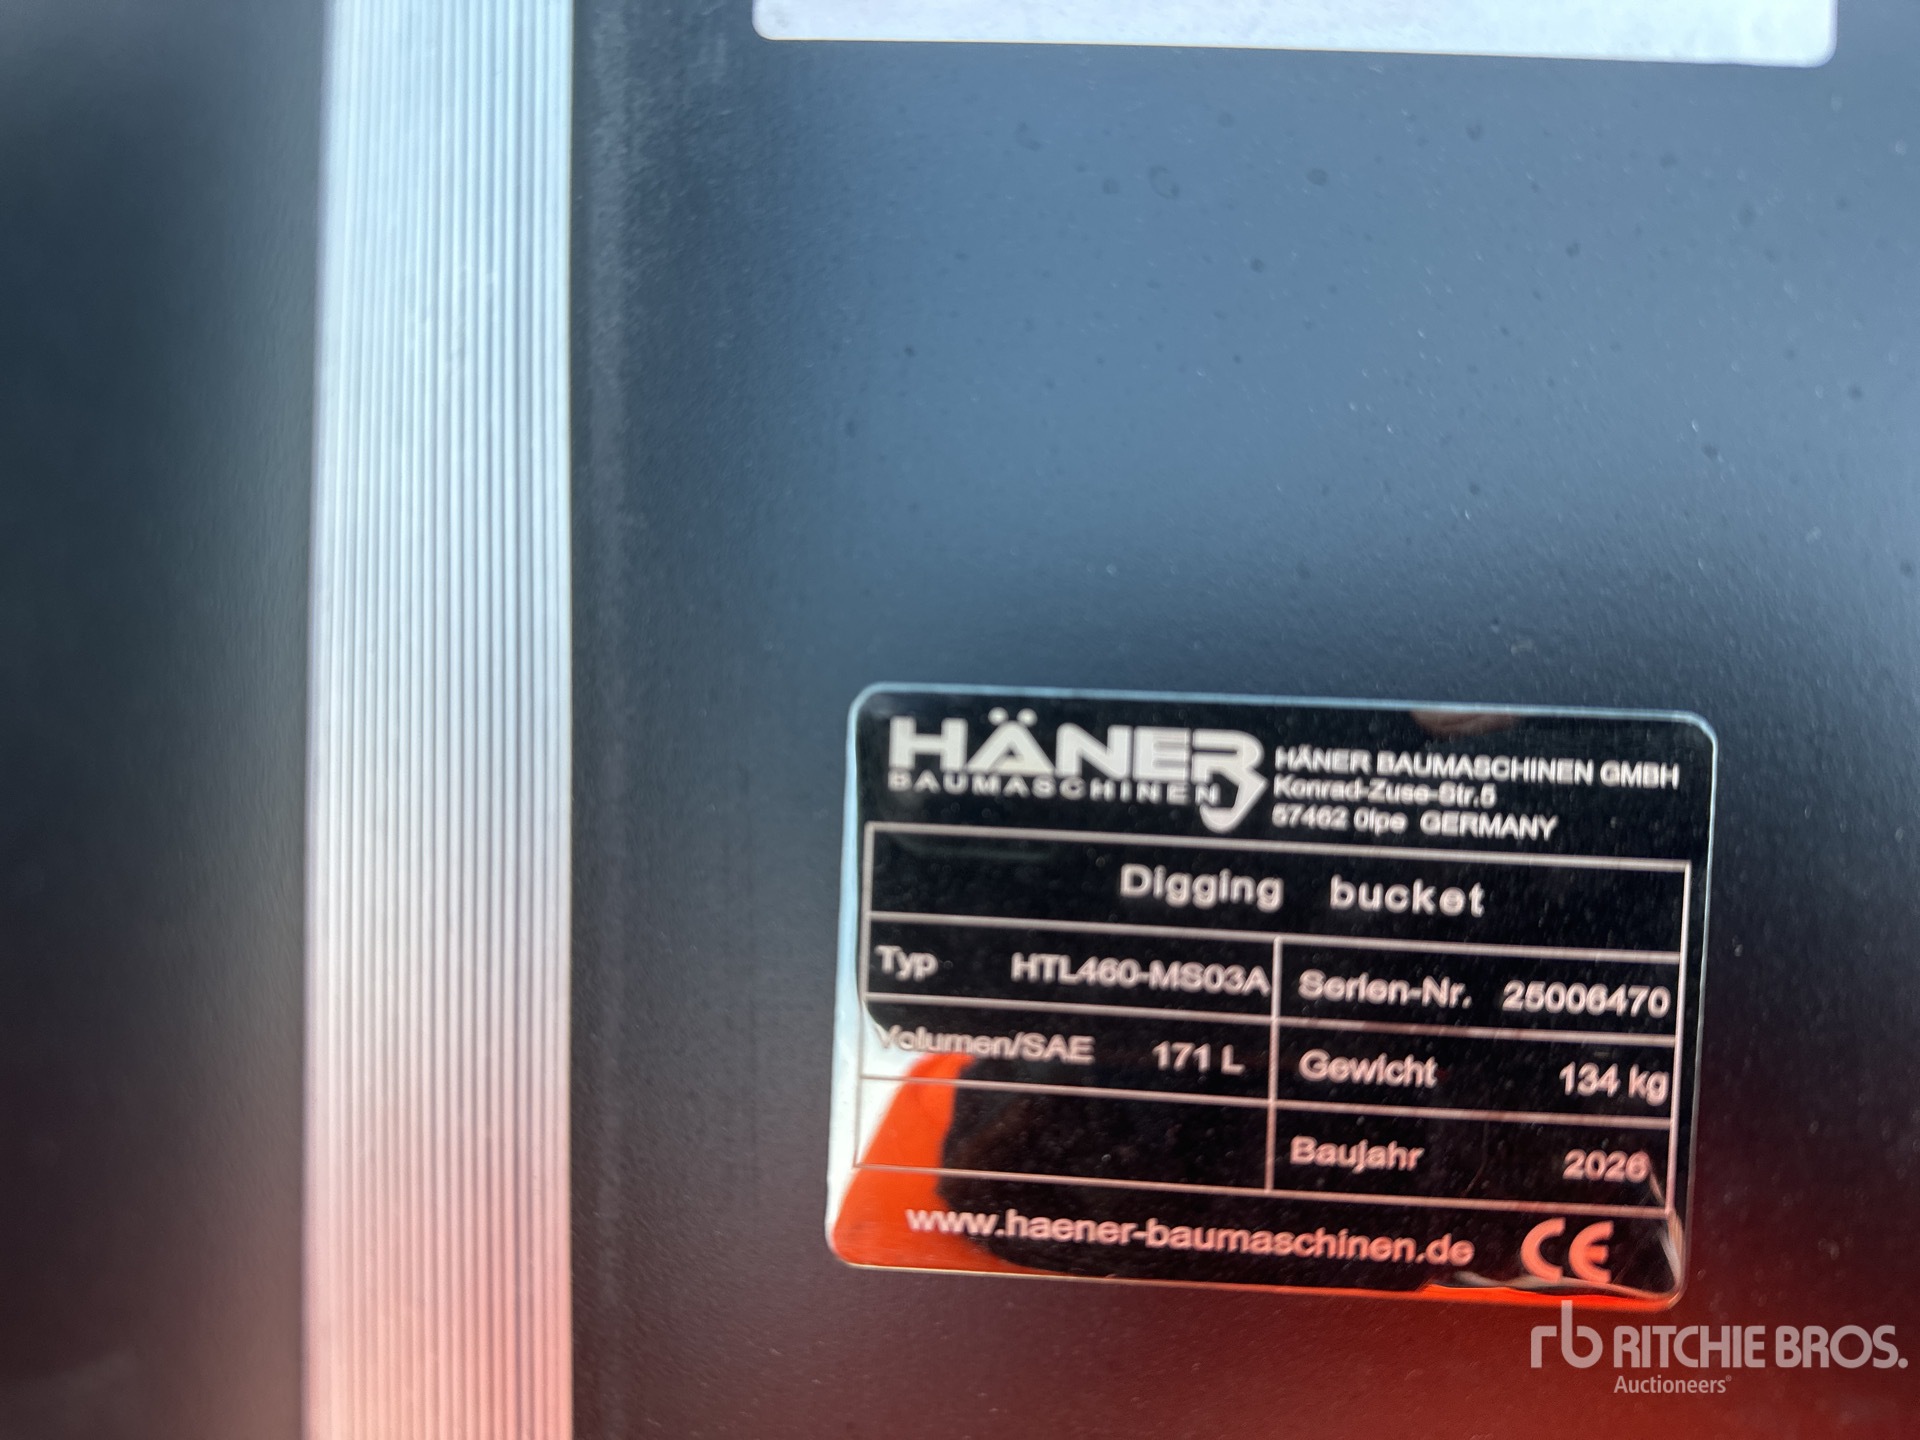 HÄNER
BAUMASCHINEN
HÄNER BAUMASCHINEN GMBH
Konrad-Zuse-Str.5
57462 Olpe GERMANY
Digging bucket
Typ HTL460-MS03A Serien-Nr. 25006470
Volumen/SAE 171 L Gewicht 134 kg
Baujahr 2026
www.haener-baumaschinen.de CE
rb RITCHIE BROS.
Auctioneers®